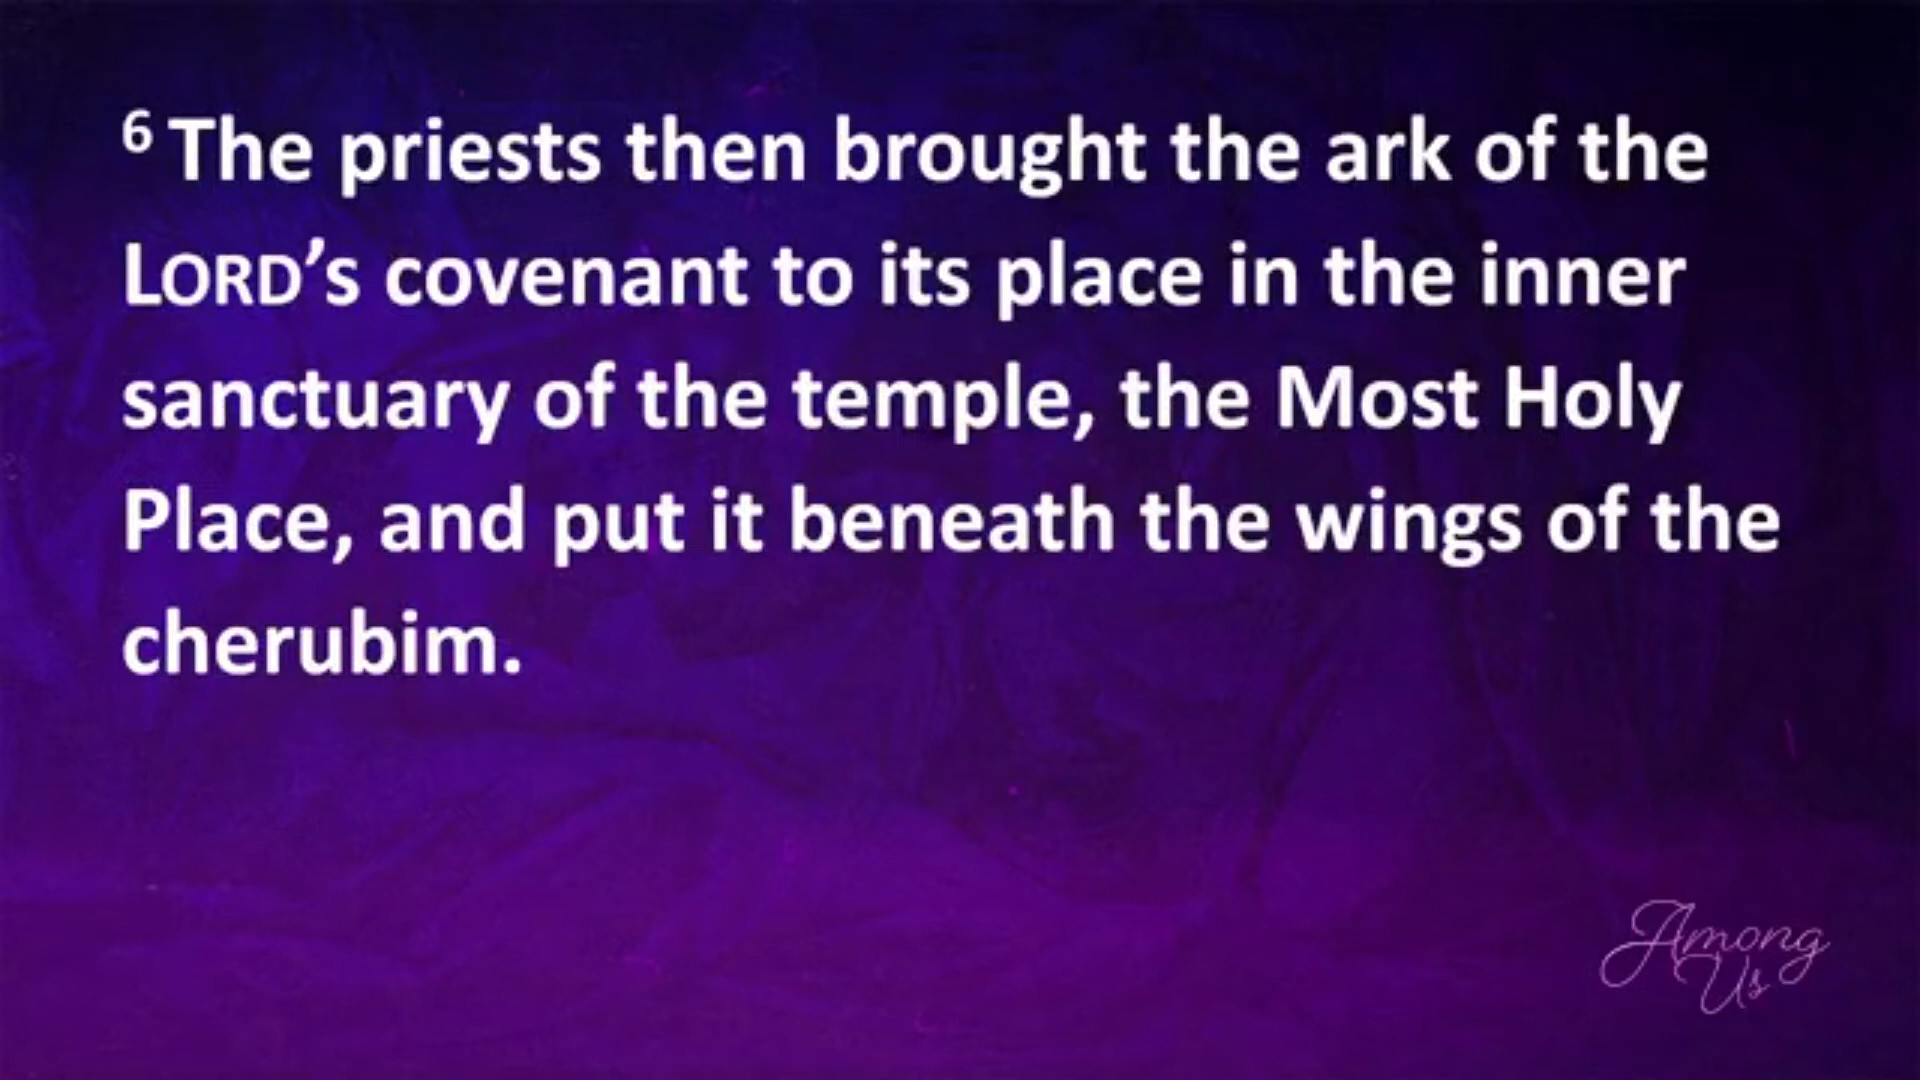 6 The priests then brought the ark of the
LORD’s covenant to its place in the inner
sanctuary of the temple, the Most Holy
Place, and put it beneath the wings of the
cherubim.
Among
Us